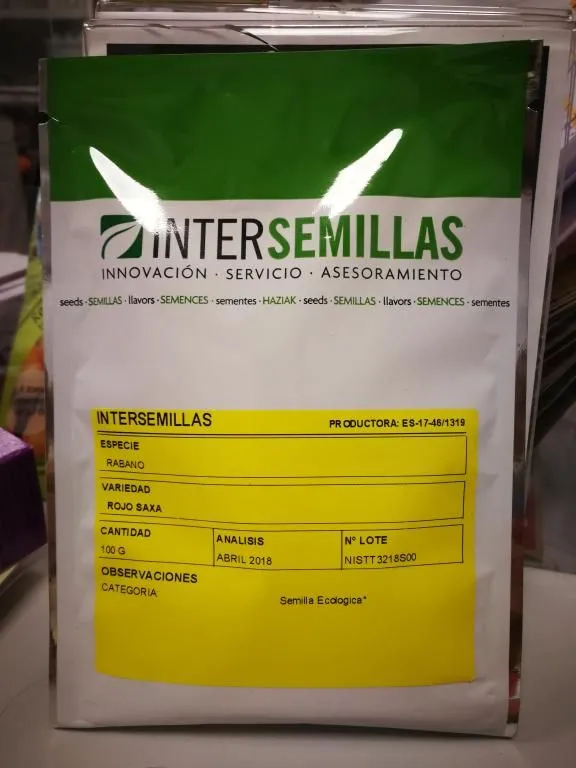 INTERSEMILLAS
INNOVACIÓN · SERVICIO · ASESORAMIENTO
seeds · SEMILLAS · llavors · SEMENCES · sementes · HAZIAK · seeds · SEMILLAS · llavors · SEMENCES · sementes
INTERSEMILLAS PRODUCTORA: ES-17-46/1319
ESPECIE
RABANO
VARIEDAD
ROJO SAXA
CANTIDAD ANALISIS Nº LOTE
100 G ABRIL 2018 NISTT3218S00
OBSERVACIONES
CATEGORIA Semilla Ecologica*